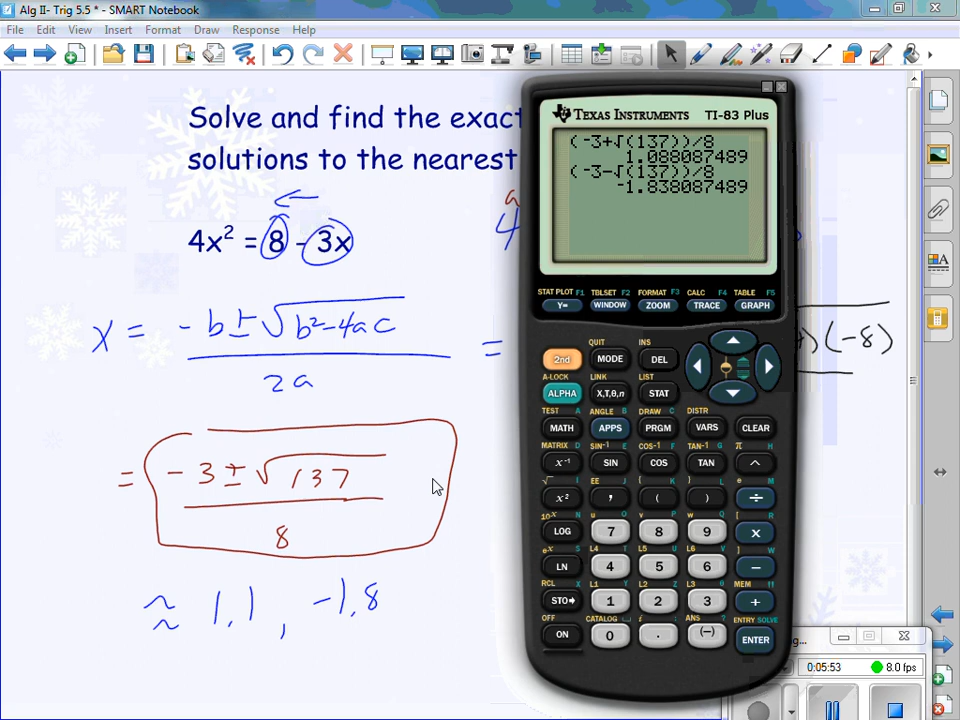 Alg II- Trig 5.5 * - SMART Notebook
File Edit View Insert Format Draw Response Help
Solve and find the exact
solutions to the nearest
4x² = 8 - 3x
a
4
x = -b±√b²-4ac
2a
=
)(-8)
= -3±√137
8
≈ 1.1, -1.8
TEXAS INSTRUMENTS TI-83 Plus
(-3+√(137))/8
1.088087489
(-3-√(137))/8
-1.838087489
STAT PLOT F1 TBLSET F2 FORMAT F3 CALC F4 TABLE F5
Y= WINDOW ZOOM TRACE GRAPH
QUIT INS
2nd MODE DEL
A-LOCK LINK LIST
ALPHA X,T,θ,n STAT
TEST A ANGLE B DRAW C DISTR
MATH APPS PRGM VARS CLEAR
MATRIX D SIN⁻¹ E COS⁻¹ F TAN⁻¹ G π H
x⁻¹ SIN COS TAN ^
√ I EE J { K } L e M
x² , ( ) ÷
10ˣ N u O v P w Q [ R
LOG 7 8 9 x
eˣ S L4 T L5 U L6 V ] W
LN 4 5 6 −
RCL X L1 Y L2 Z L3 θ MEM "
STO➔ 1 2 3 +
OFF CATALOG i : ANS ? ENTRY SOLVE
ON 0 . (−) ENTER
g...
0:05:53 8.0 fps